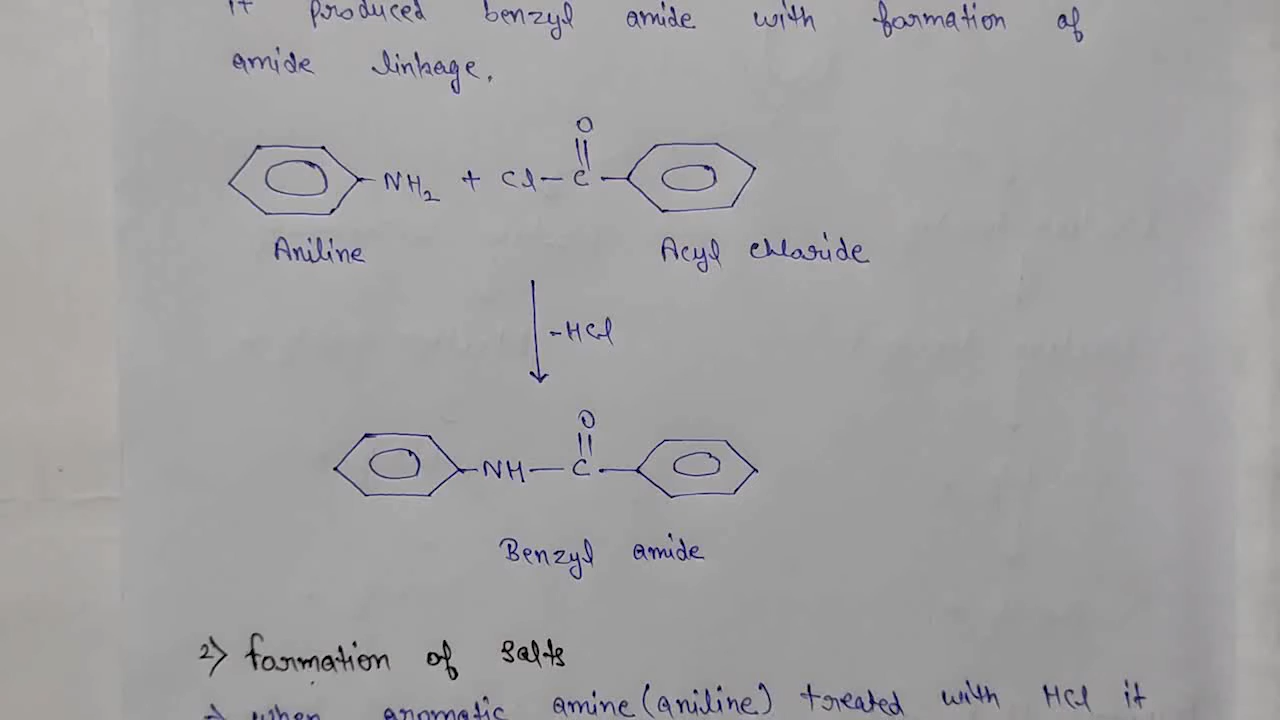 it produced benzyl amide with formation of
amide linkage.
O
NH2 + Cl-C
Aniline Acyl chloride
-HCl
O
NH-C
Benzyl amide
2) formation of salts
when aromatic amine (aniline) treated with HCl it